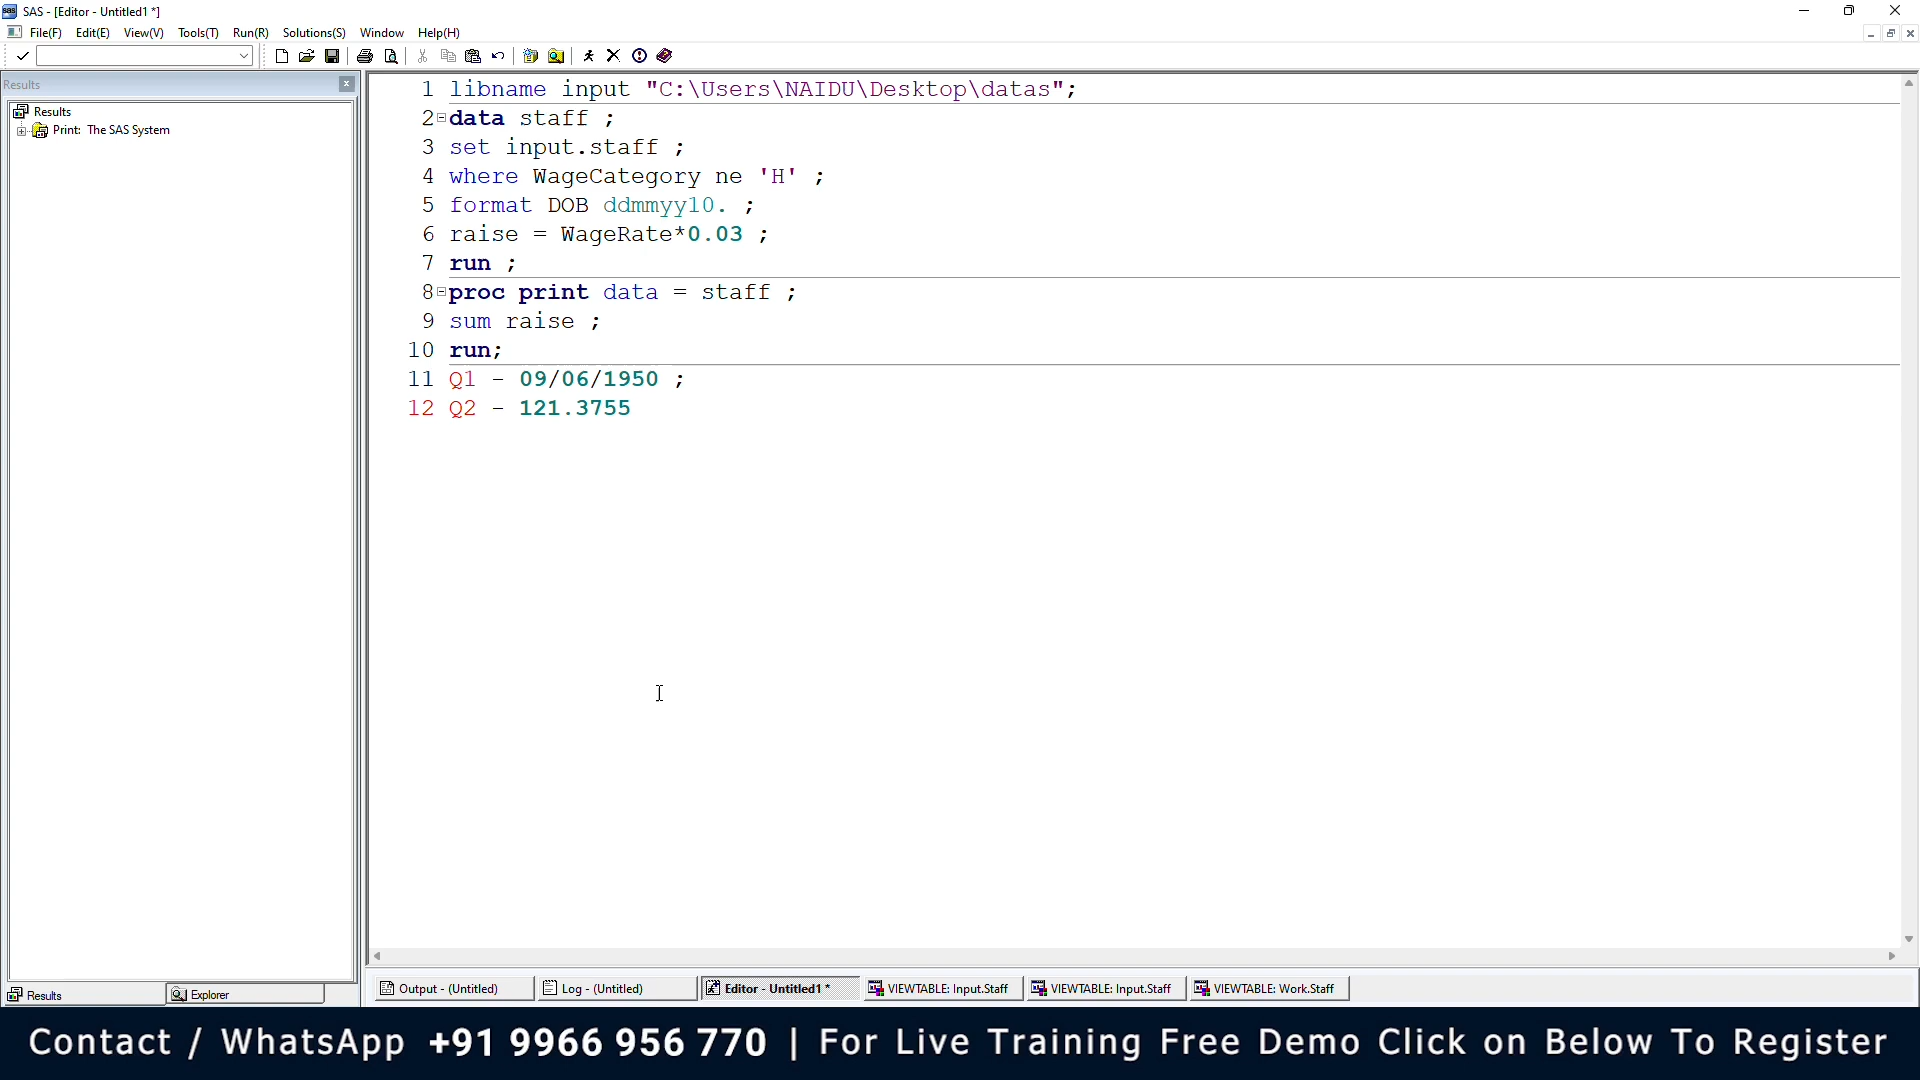 SAS - [Editor - Untitled1 *]
File(F) Edit(E) View(V) Tools(T) Run(R) Solutions(S) Window Help(H)
Results
Results
Print: The SAS System
1 libname input "C:\Users\NAIDU\Desktop\datas";
2 data staff ;
3 set input.staff ;
4 where WageCategory ne 'H' ;
5 format DOB ddmmyy10. ;
6 raise = WageRate*0.03 ;
7 run ;
8 proc print data = staff ;
9 sum raise ;
10 run;
11 Q1 - 09/06/1950 ;
12 Q2 - 121.3755
Results Explorer
Output - (Untitled) Log - (Untitled) Editor - Untitled1 * VIEWTABLE: Input.Staff VIEWTABLE: Input.Staff VIEWTABLE: Work.Staff
Contact / WhatsApp +91 9966 956 770 | For Live Training Free Demo Click on Below To Register